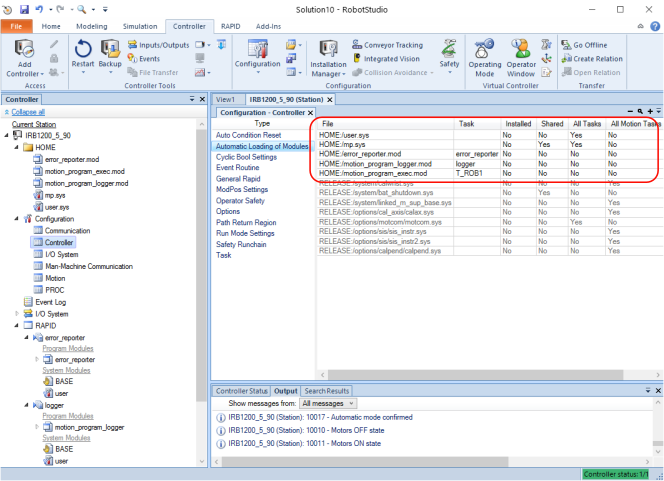 Solution10 - RobotStudio
File Home Modeling Simulation Controller RAPID Add-Ins
Add Controller Restart Backup Inputs/Outputs Events File Transfer Configuration Installation Manager Conveyor Tracking Integrated Vision Collision Avoidance Safety Operating Mode Operator Window Go Offline Create Relation Open Relation
Access Controller Tools Configuration Virtual Controller Transfer
Controller
Collapse all
Current Station
IRB1200_5_90
HOME
error_reporter.mod
motion_program_exec.mod
motion_program_logger.mod
mp.sys
user.sys
Configuration
Communication
Controller
I/O System
Man-Machine Communication
Motion
PROC
Event Log
I/O System
RAPID
error_reporter
Program Modules
error_reporter
System Modules
BASE
user
logger
Program Modules
motion_program_logger
System Modules
BASE
user
View1 IRB1200_5_90 (Station)
Configuration - Controller
Type
Auto Condition Reset
Automatic Loading of Modules
Cyclic Bool Settings
Event Routine
General Rapid
ModPos Settings
Operator Safety
Options
Path Return Region
Run Mode Settings
Safety Runchain
Task
File Task Installed Shared All Tasks All Motion Tasks
HOME:/user.sys No No Yes No
HOME:/mp.sys No Yes Yes No
HOME:/error_reporter.mod error_reporter No No No No
HOME:/motion_program_logger.mod logger No No No No
HOME:/motion_program_exec.mod T_ROB1 No No No No
RELEASE:/system/ No No No Yes
RELEASE:/system/bat_shutdown.sys No Yes No No
RELEASE:/system/linked_m_sup_base.sys No No No Yes
RELEASE:/options/cal_axis/calax.sys No No No Yes
RELEASE:/options/motcom/motcom.sys No No Yes No
RELEASE:/options/sis/sis_instr.sys No No No Yes
RELEASE:/options/sis/sis_instr2.sys No No No Yes
RELEASE:/options/calpend/calpend.sys No No No Yes
Controller Status Output Search Results
Show messages from: All messages
IRB1200_5_90 (Station): 10017 - Automatic mode confirmed
IRB1200_5_90 (Station): 10010 - Motors OFF state
IRB1200_5_90 (Station): 10011 - Motors ON state
Controller status: 1/1